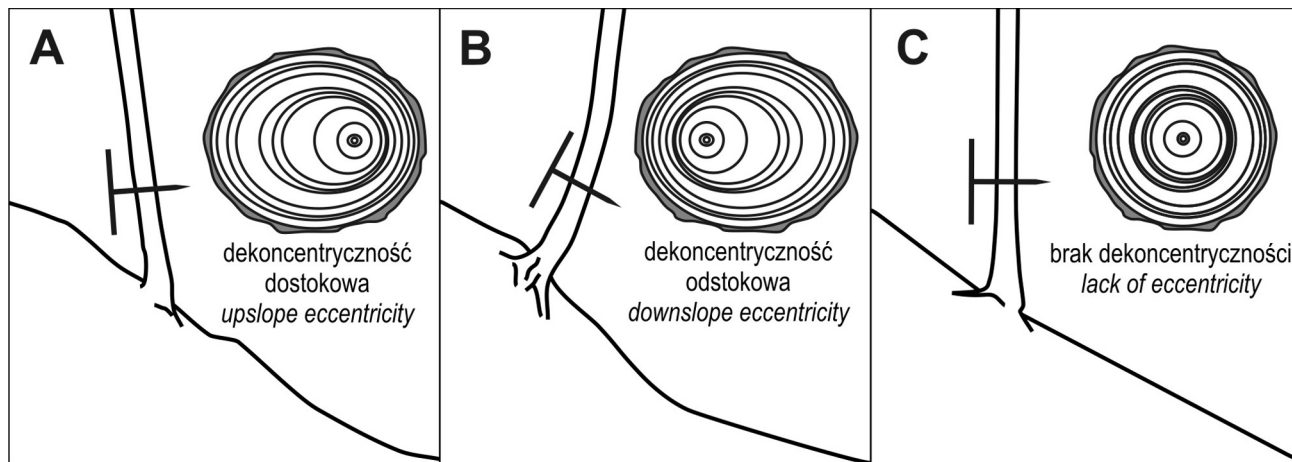 A
dekoncentryczność
dostokowa
upslope eccentricity
B
dekoncentryczność
odstokowa
downslope eccentricity
C
brak dekoncentryczności
lack of eccentricity